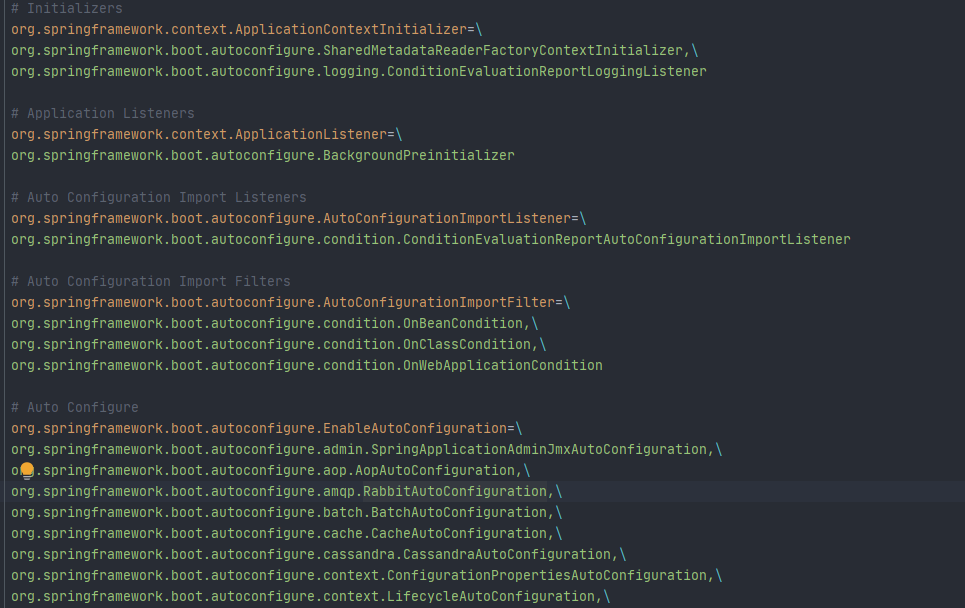 # Initializers
org.springframework.context.ApplicationContextInitializer=\
org.springframework.boot.autoconfigure.SharedMetadataReaderFactoryContextInitializer,\
org.springframework.boot.autoconfigure.logging.ConditionEvaluationReportLoggingListener
# Application Listeners
org.springframework.context.ApplicationListener=\
org.springframework.boot.autoconfigure.BackgroundPreinitializer
# Auto Configuration Import Listeners
org.springframework.boot.autoconfigure.AutoConfigurationImportListener=\
org.springframework.boot.autoconfigure.condition.ConditionEvaluationReportAutoConfigurationImportListener
# Auto Configuration Import Filters
org.springframework.boot.autoconfigure.AutoConfigurationImportFilter=\
org.springframework.boot.autoconfigure.condition.OnBeanCondition,\
org.springframework.boot.autoconfigure.condition.OnClassCondition,\
org.springframework.boot.autoconfigure.condition.OnWebApplicationCondition
# Auto Configure
org.springframework.boot.autoconfigure.EnableAutoConfiguration=\
org.springframework.boot.autoconfigure.admin.SpringApplicationAdminJmxAutoConfiguration,\
org.springframework.boot.autoconfigure.aop.AopAutoConfiguration,\
org.springframework.boot.autoconfigure.amqp.RabbitAutoConfiguration,\
org.springframework.boot.autoconfigure.batch.BatchAutoConfiguration,\
org.springframework.boot.autoconfigure.cache.CacheAutoConfiguration,\
org.springframework.boot.autoconfigure.cassandra.CassandraAutoConfiguration,\
org.springframework.boot.autoconfigure.context.ConfigurationPropertiesAutoConfiguration,\
org.springframework.boot.autoconfigure.context.LifecycleAutoConfiguration,\